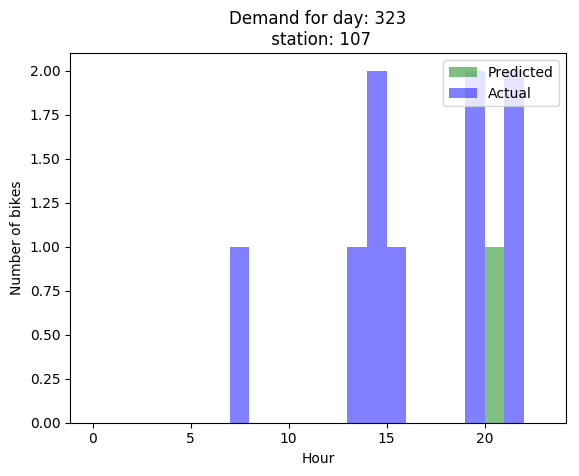 Demand for day: 323
station: 107
Predicted
Actual
2.00
1.75
1.50
1.25
1.00
0.75
0.50
0.25
0.00
Number of bikes
0 5 10 15 20
Hour